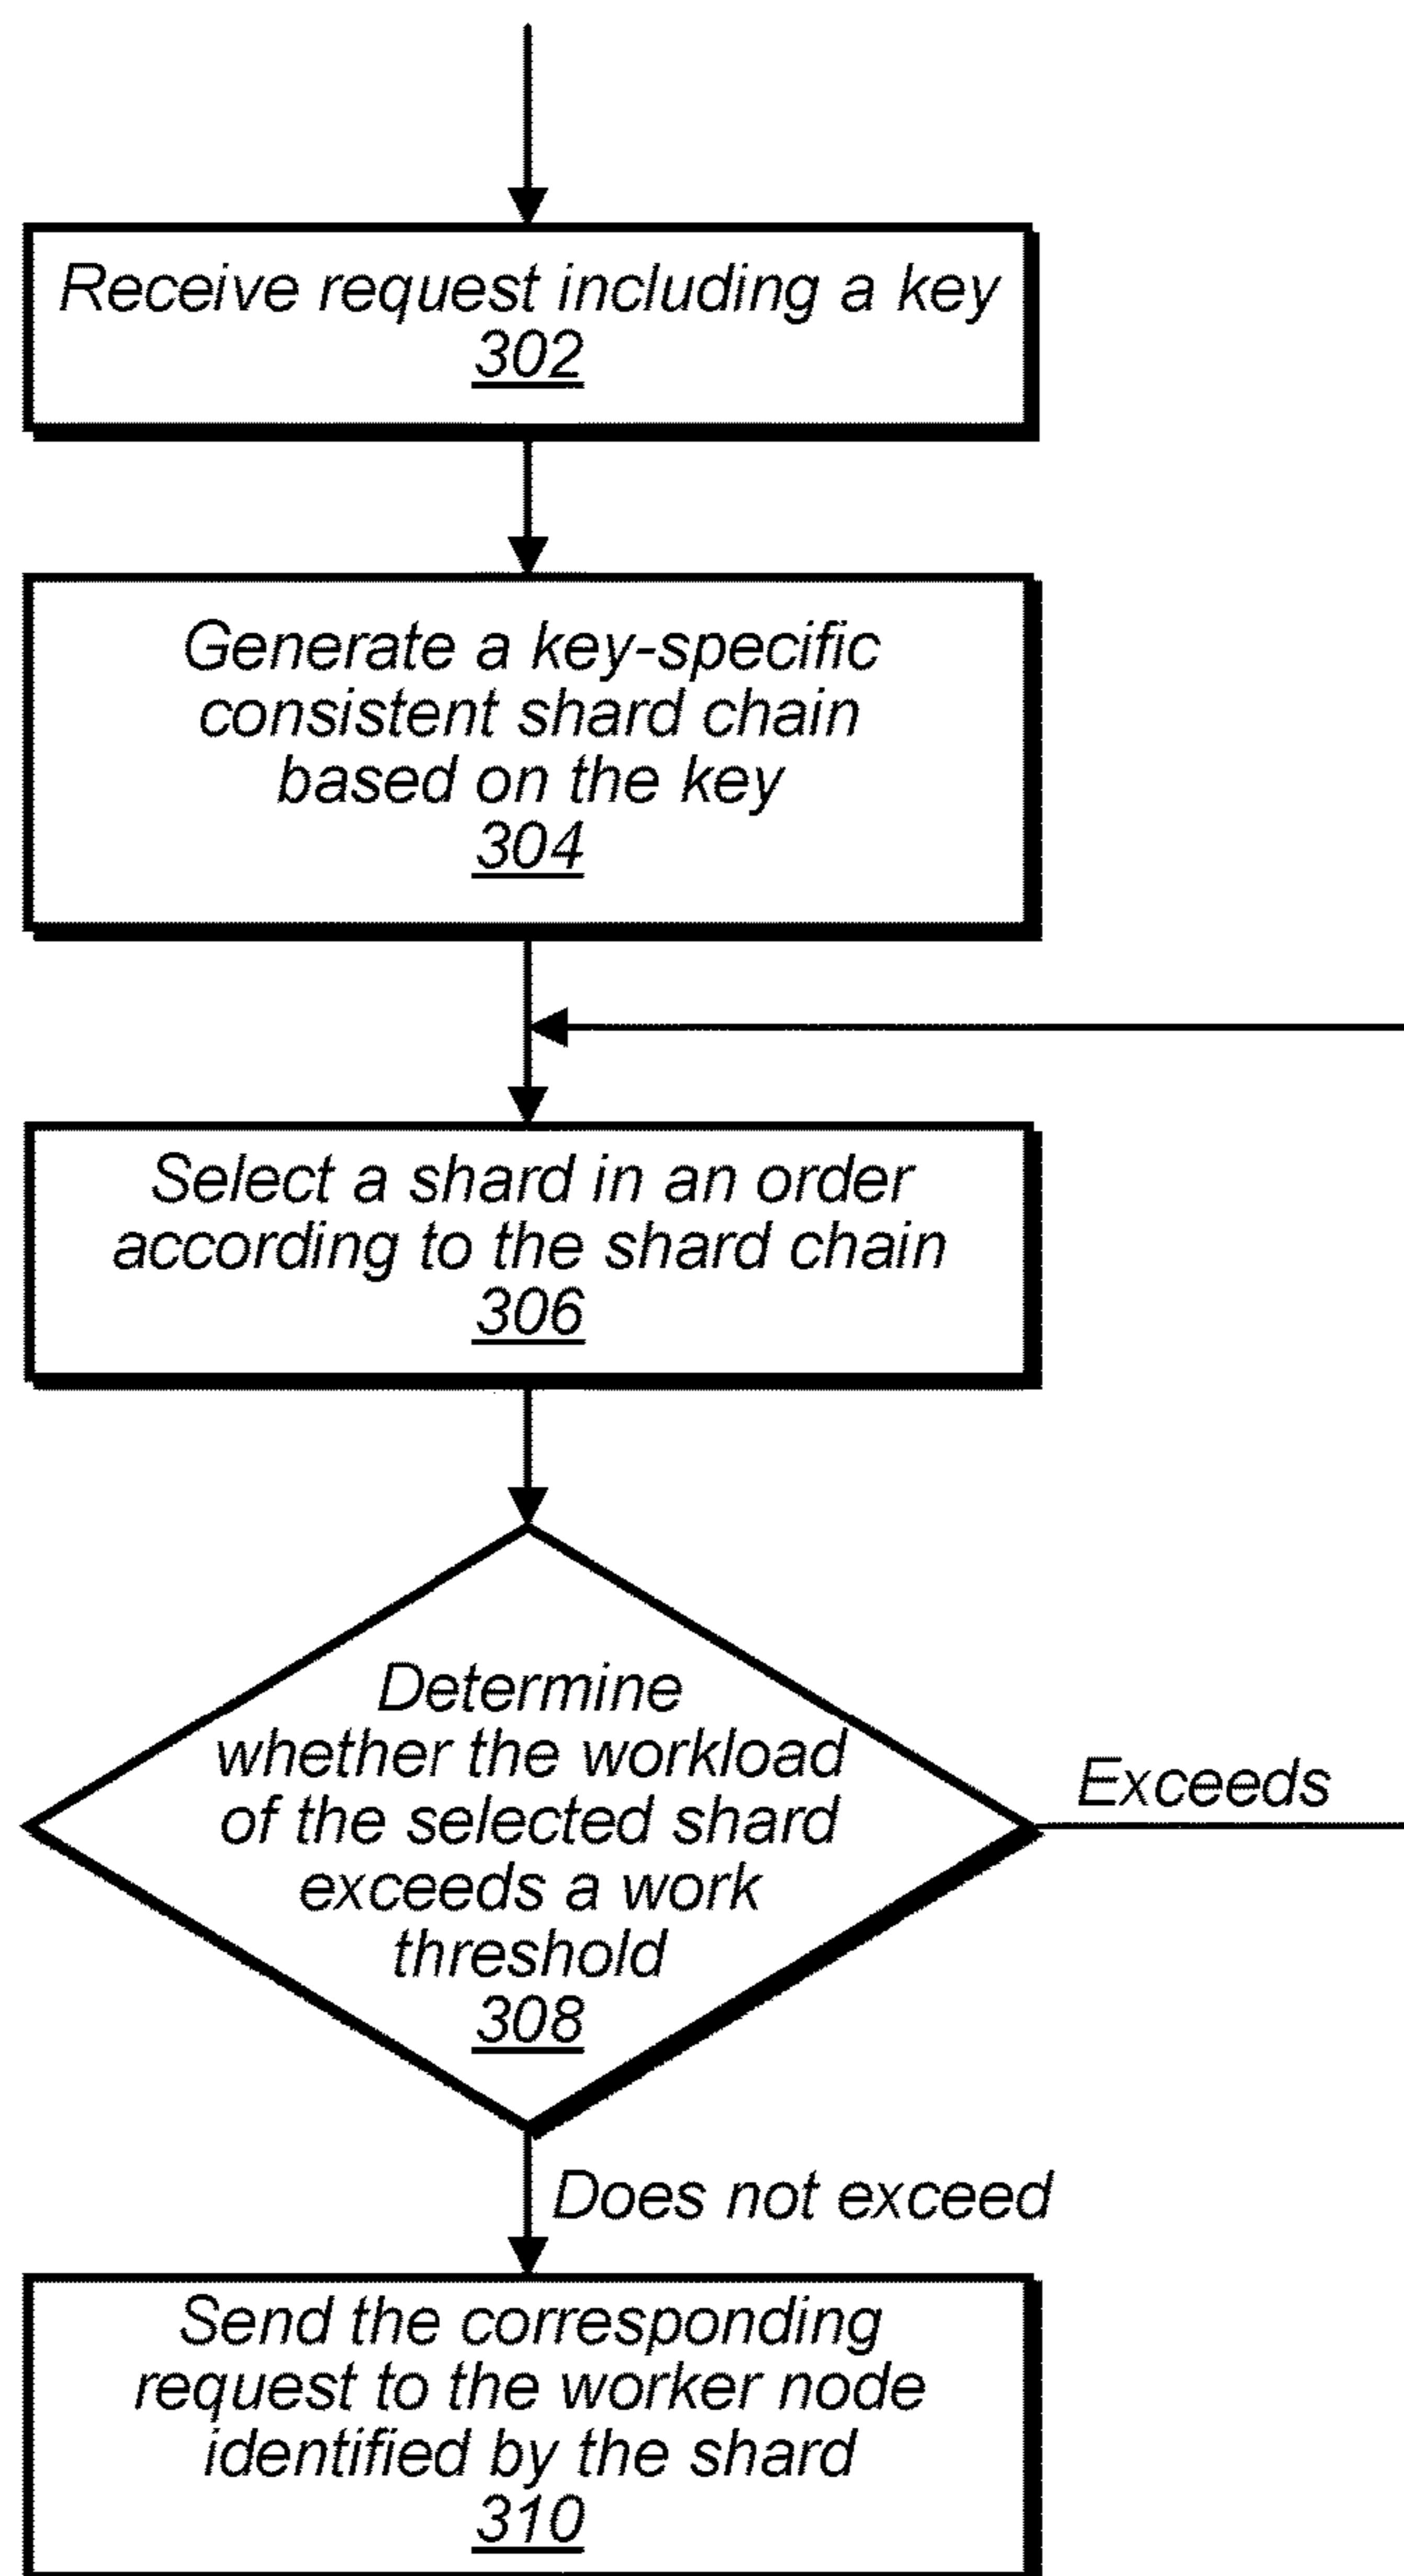 Receive request including a key
302
Generate a key-specific
consistent shard chain
based on the key
304
Select a shard in an order
according to the shard chain
306
Determine
whether the workload
of the selected shard
exceeds a work
threshold
308
Exceeds
Does not exceed
Send the corresponding
request to the worker node
identified by the shard
310